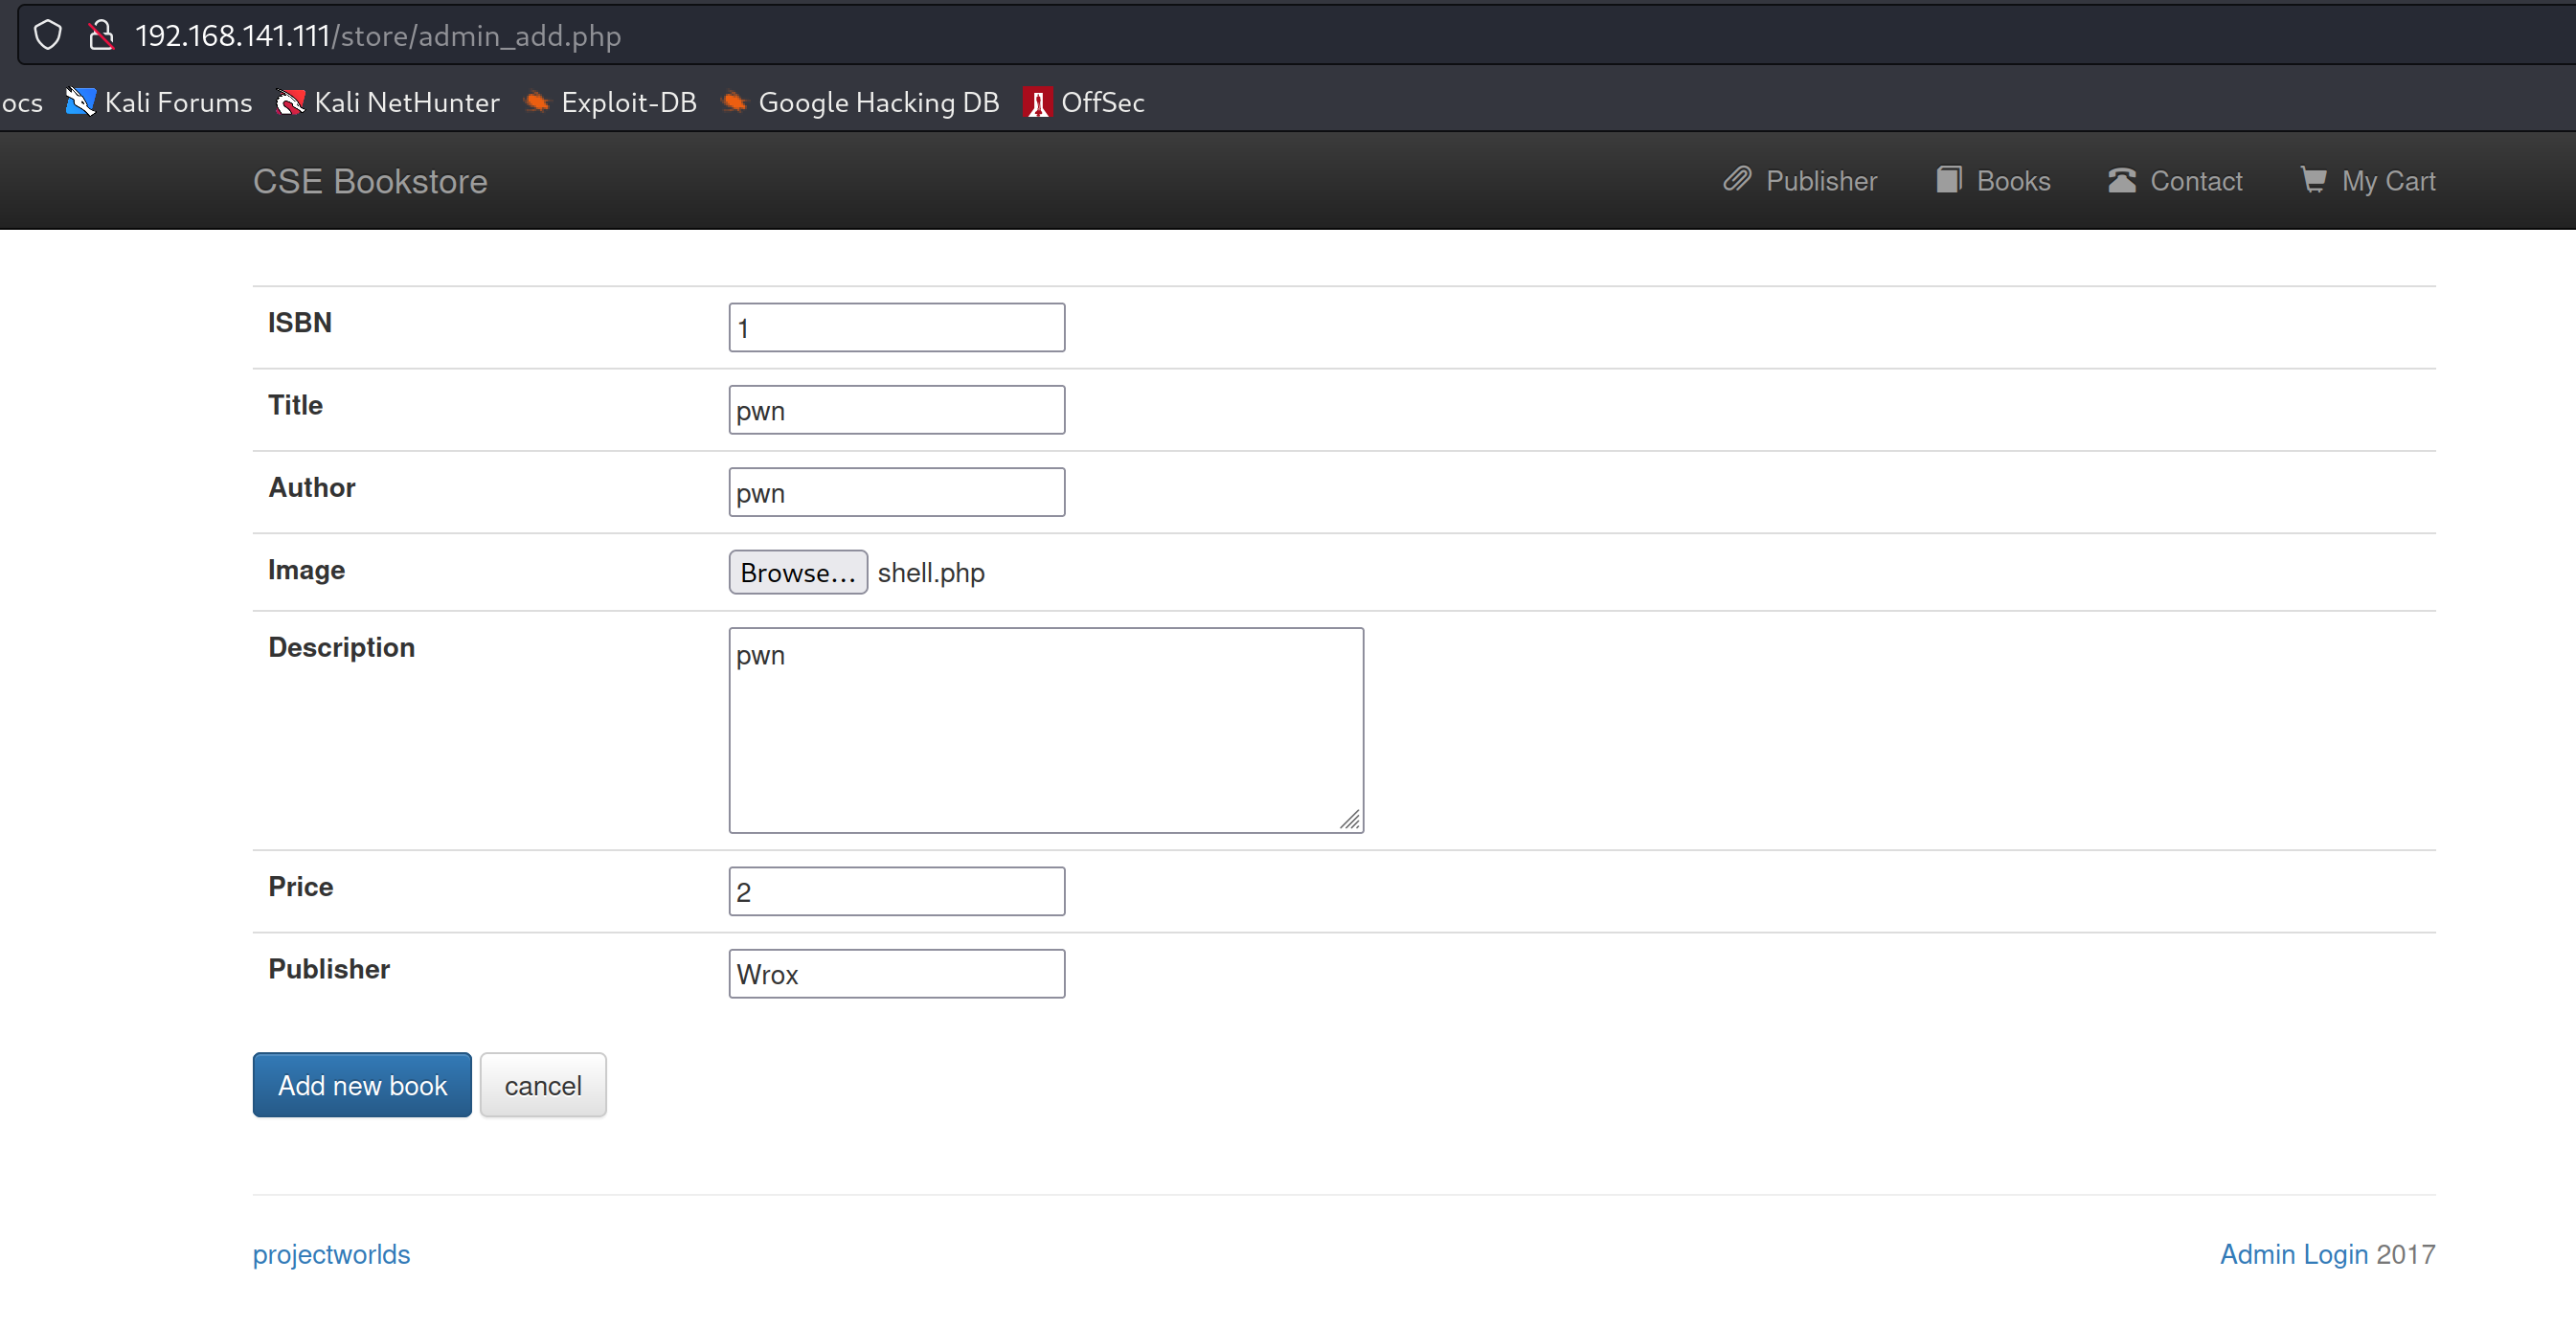 192.168.141.111/store/admin_add.php
ocs Kali Forums Kali NetHunter Exploit-DB Google Hacking DB OffSec
CSE Bookstore Publisher Books Contact My Cart
ISBN 1
Title pwn
Author pwn
Image Browse... shell.php
Description pwn
Price 2
Publisher Wrox
Add new book cancel
projectworlds Admin Login 2017